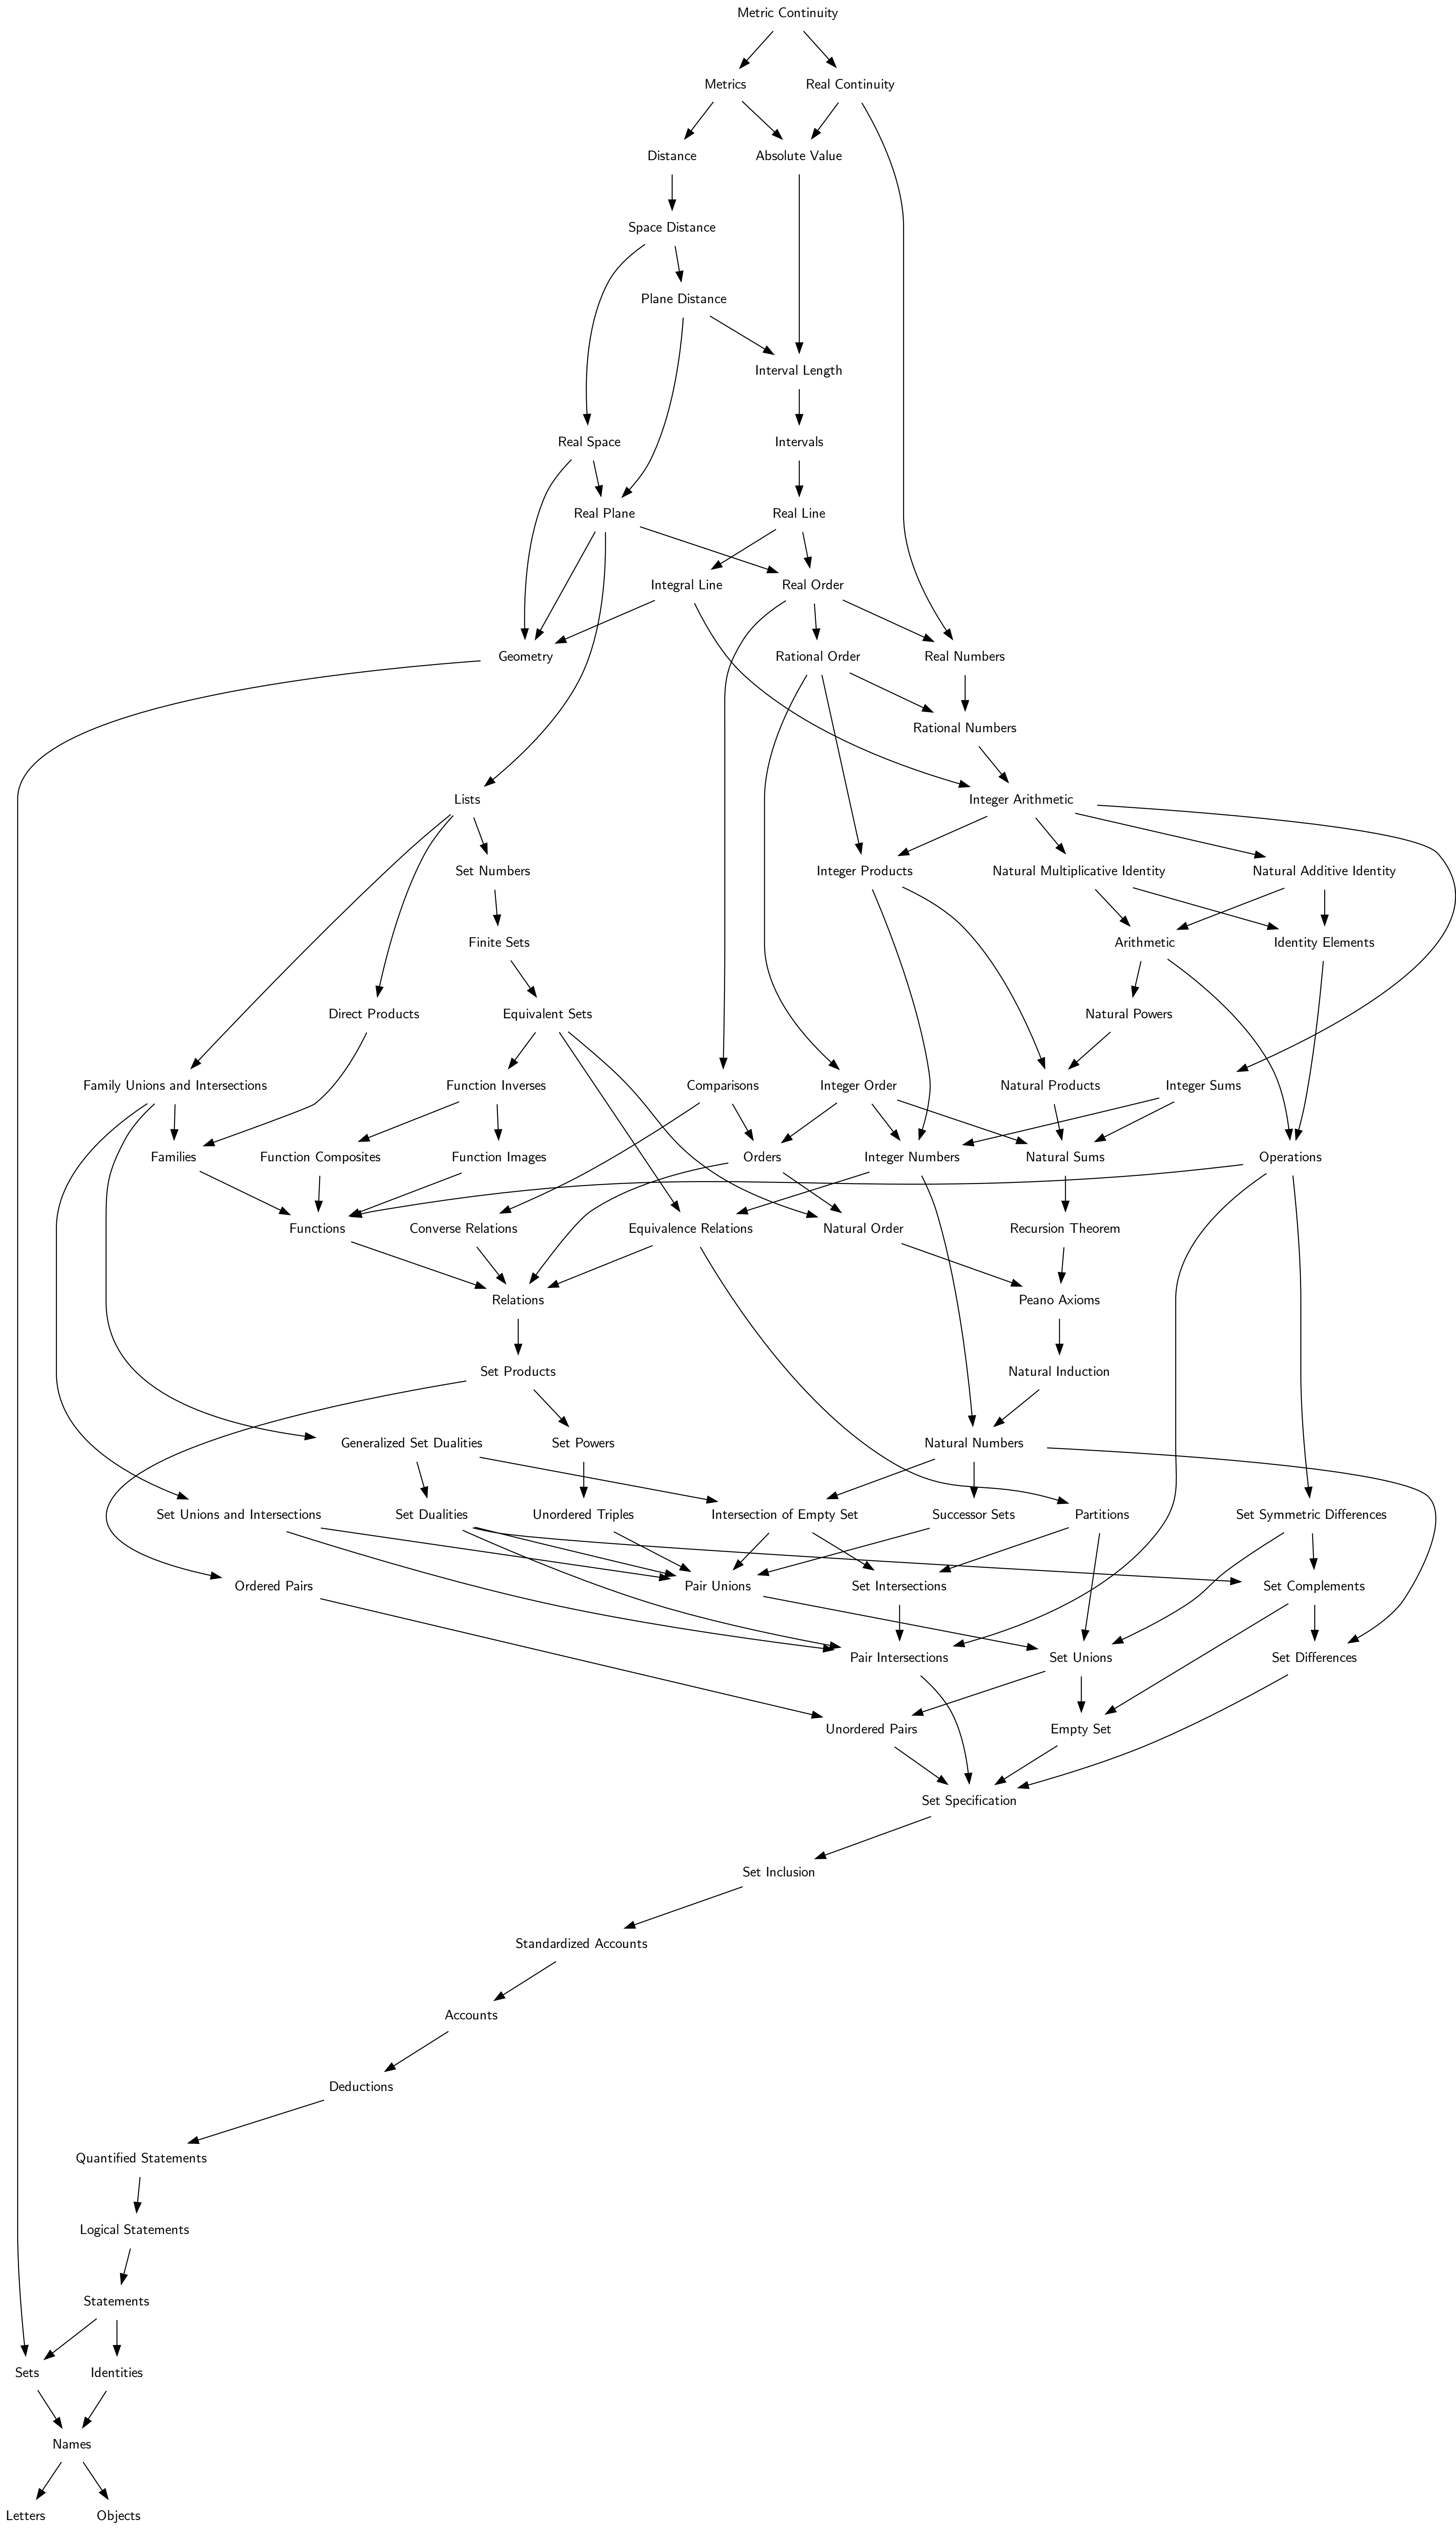 Metric Continuity
Metrics
Real Continuity
Distance
Absolute Value
Space Distance
Plane Distance
Interval Length
Real Space
Intervals
Real Plane
Real Line
Integral Line
Real Order
Geometry
Rational Order
Real Numbers
Rational Numbers
Lists
Integer Arithmetic
Set Numbers
Integer Products
Natural Multiplicative Identity
Natural Additive Identity
Finite Sets
Arithmetic
Identity Elements
Direct Products
Equivalent Sets
Natural Powers
Family Unions and Intersections
Function Inverses
Comparisons
Integer Order
Natural Products
Integer Sums
Families
Function Composites
Function Images
Orders
Integer Numbers
Natural Sums
Operations
Functions
Converse Relations
Equivalence Relations
Natural Order
Recursion Theorem
Relations
Peano Axioms
Set Products
Natural Induction
Generalized Set Dualities
Set Powers
Natural Numbers
Set Unions and Intersections
Set Dualities
Unordered Triples
Intersection of Empty Set
Successor Sets
Partitions
Set Symmetric Differences
Ordered Pairs
Pair Unions
Set Intersections
Set Complements
Pair Intersections
Set Unions
Set Differences
Unordered Pairs
Empty Set
Set Specification
Set Inclusion
Standardized Accounts
Accounts
Deductions
Quantified Statements
Logical Statements
Statements
Sets
Identities
Names
Letters
Objects